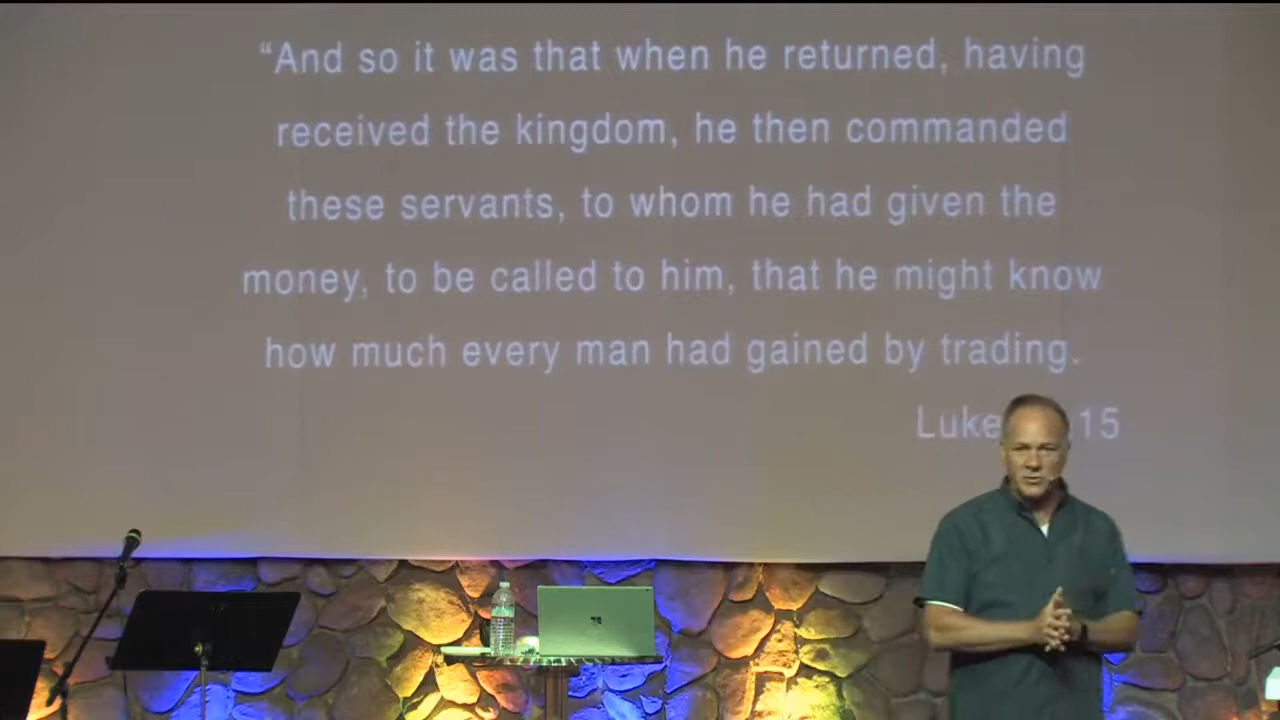 “And so it was that when he returned, having
received the kingdom, he then commanded
these servants, to whom he had given the
money, to be called to him, that he might know
how much every man had gained by trading.
Luke 15